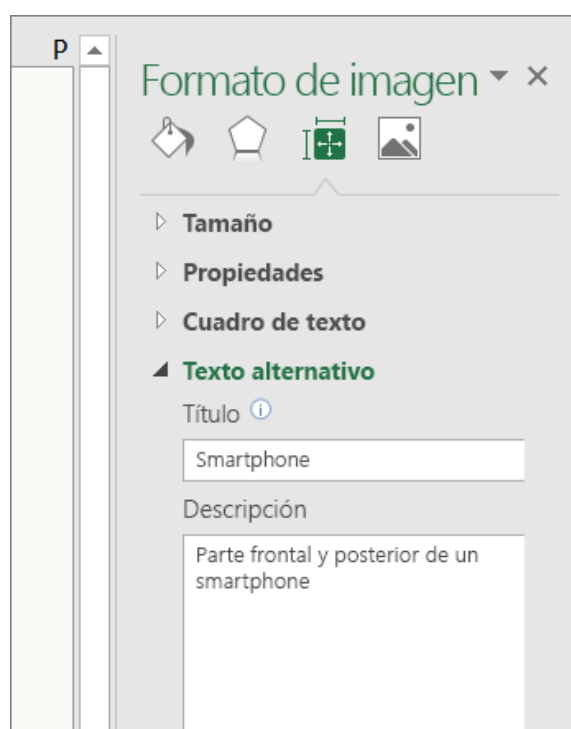 P
Formato de imagen
Tamaño
Propiedades
Cuadro de texto
Texto alternativo
Título
Smartphone
Descripción
Parte frontal y posterior de un
smartphone